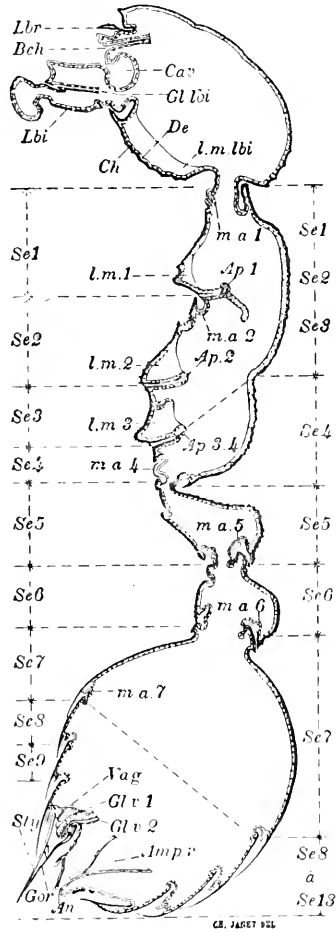 Lbr
Bch
Cav
Gl lbi
Lbi
De
Ch
l.m.lbi
m a 1
Se1
Se1
Ap 1
l.m.1
Se2
Se3
m.a 2
Se2
Ap.2
l.m.2
Se3
l.m 3
Se4
Ap 3.4
Se4
m a 4
Se5
m a.5
Se5
Se6
m a 6
Se6
Se7
m a.7
Se8
Se7
Se9
Vag
Gl v 1
Sty
Gl v 2
Amp v
Se8
à
Gor
An
Se13
CH. JANET DEL